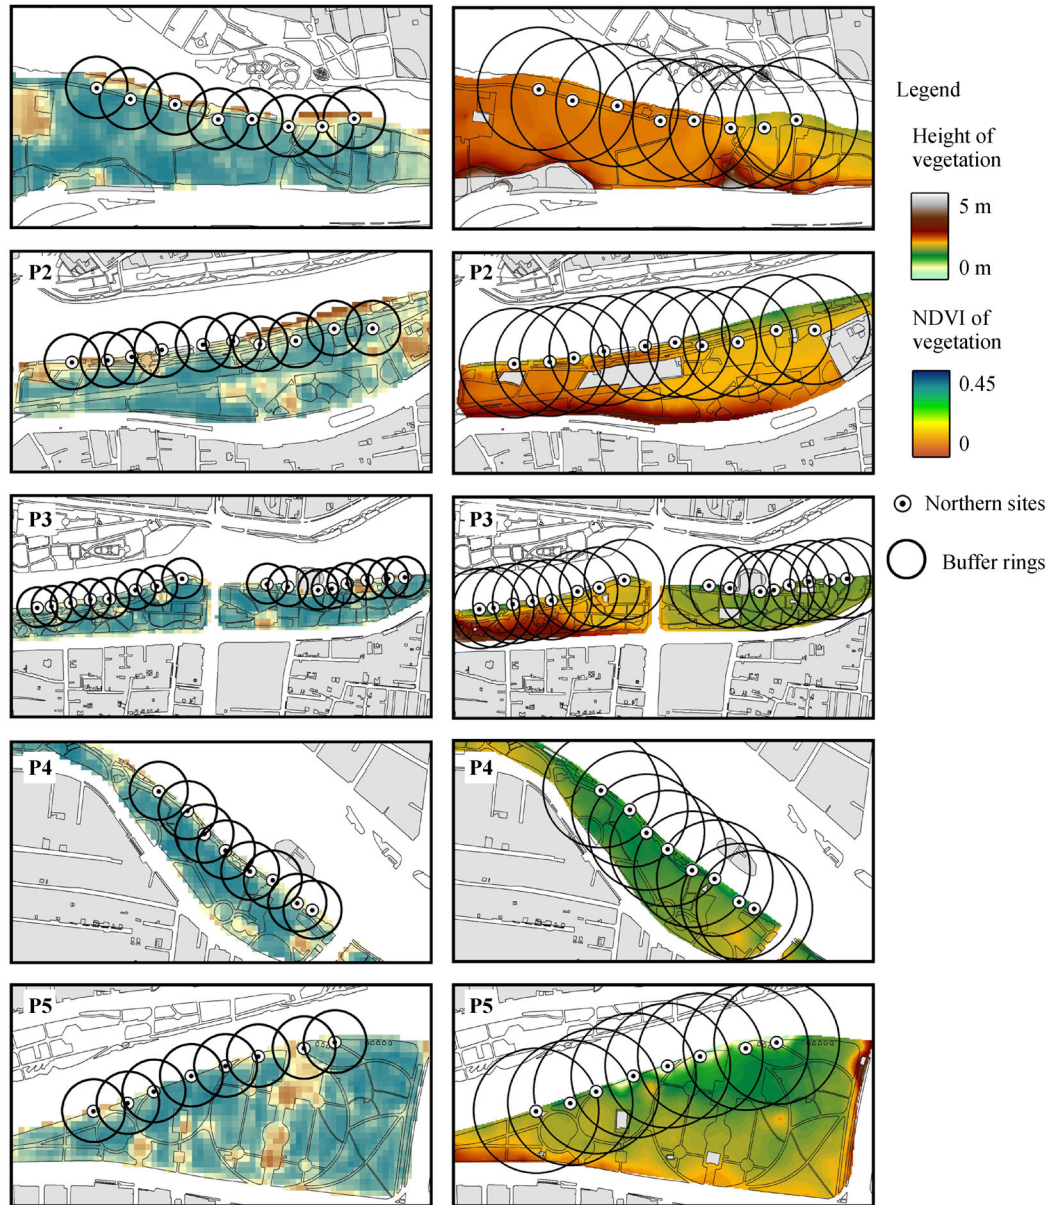 Legend
Height of
vegetation
5 m
0 m
P2
P2
NDVI of
vegetation
0.45
0
P3
P3
Northern sites
Buffer rings
P4
P4
P5
P5